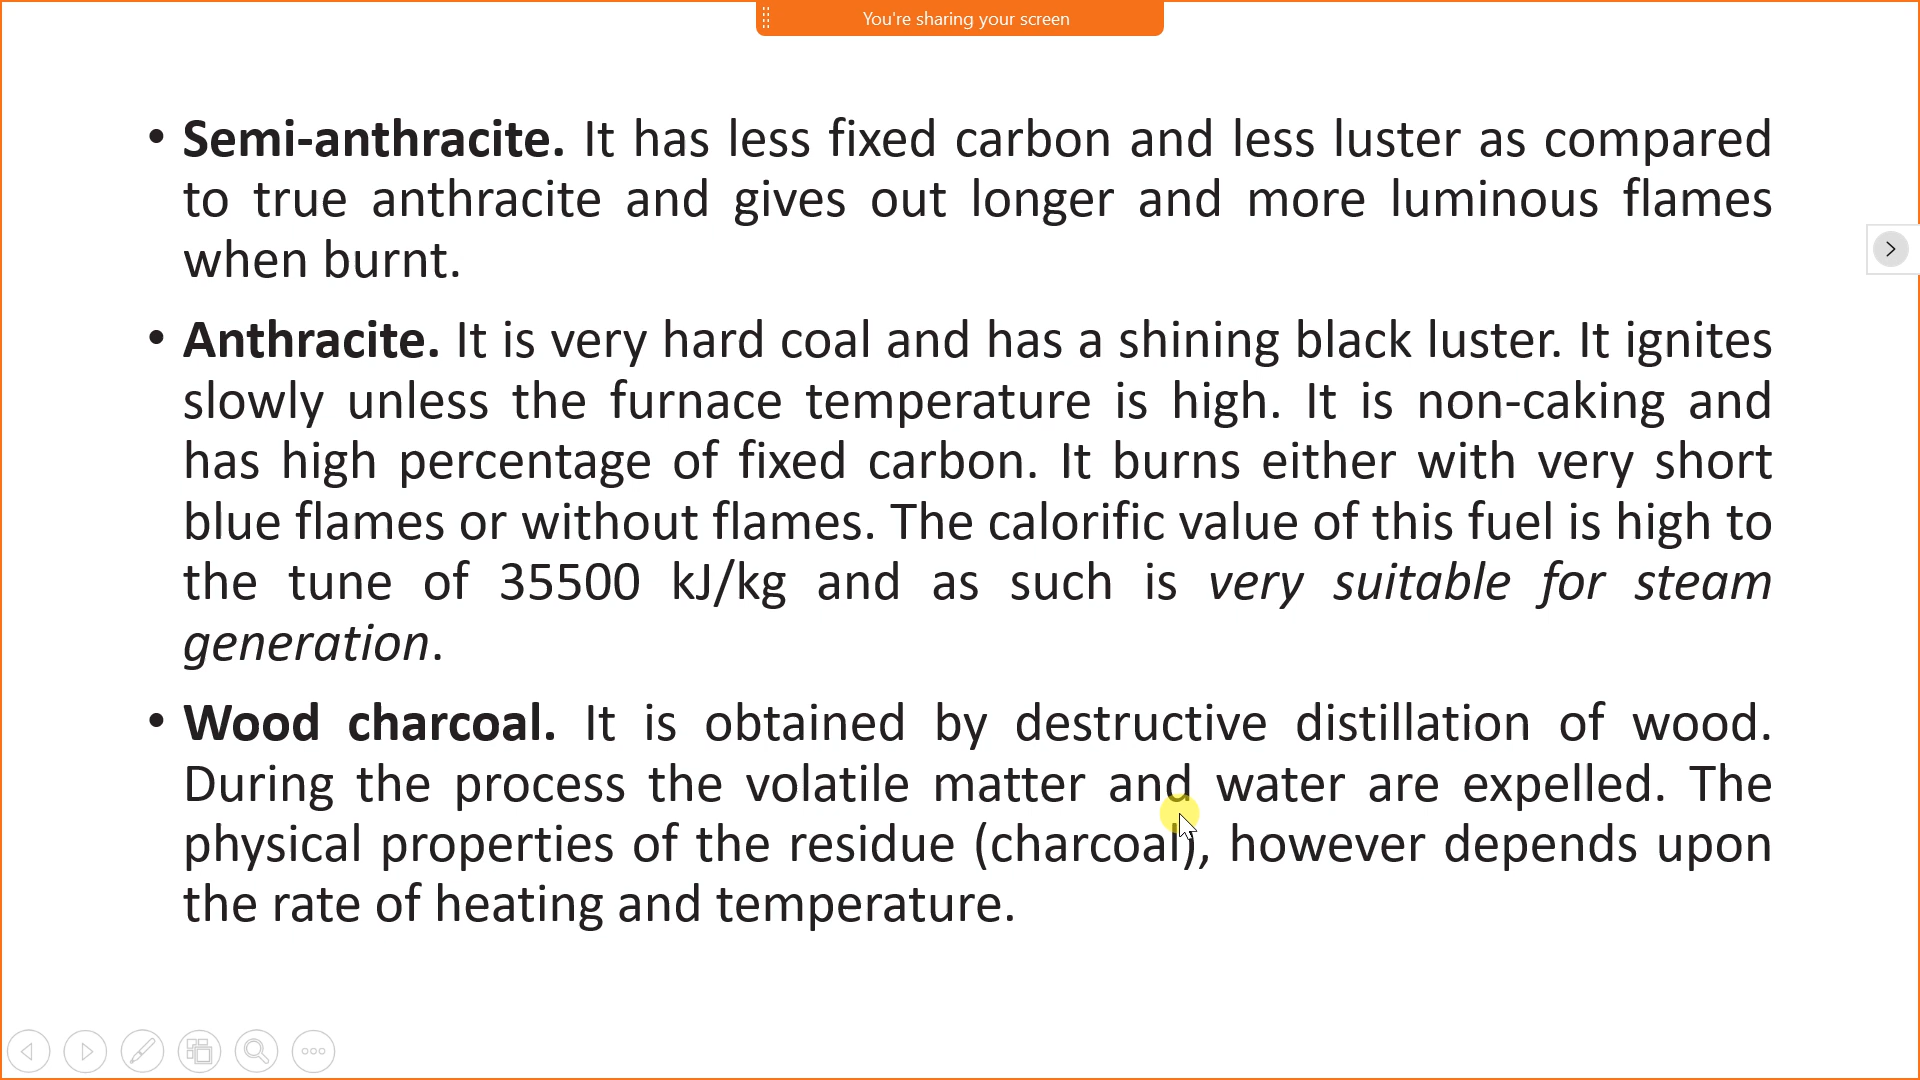 You're sharing your screen
• Semi-anthracite. It has less fixed carbon and less luster as compared
to true anthracite and gives out longer and more luminous flames
when burnt.
• Anthracite. It is very hard coal and has a shining black luster. It ignites
slowly unless the furnace temperature is high. It is non-caking and
has high percentage of fixed carbon. It burns either with very short
blue flames or without flames. The calorific value of this fuel is high to
the tune of 35500 kJ/kg and as such is very suitable for steam
generation.
• Wood charcoal. It is obtained by destructive distillation of wood.
During the process the volatile matter and water are expelled. The
physical properties of the residue (charcoal), however depends upon
the rate of heating and temperature.